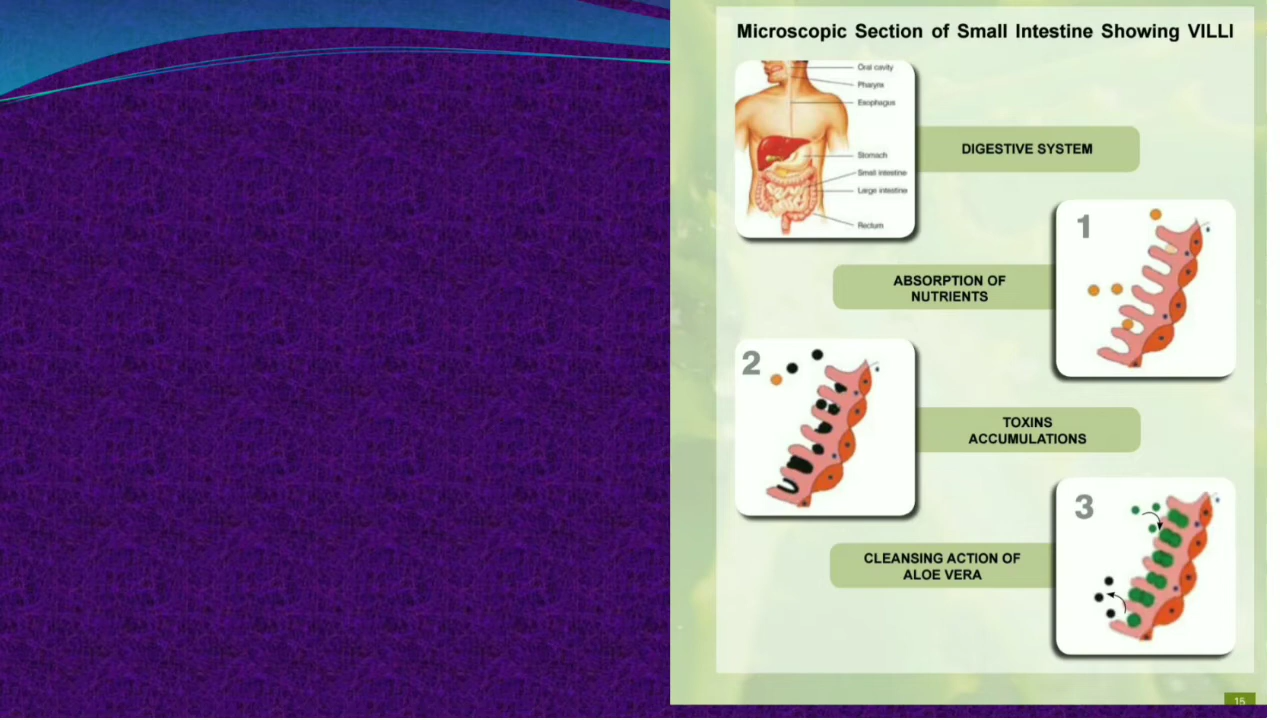 Microscopic Section of Small Intestine Showing VILLI
Oral cavity
Pharynx
Esophagus
Stomach
Small intestine
Large intestine
Rectum
DIGESTIVE SYSTEM
1
ABSORPTION OF
NUTRIENTS
2
TOXINS
ACCUMULATIONS
3
CLEANSING ACTION OF
ALOE VERA
15